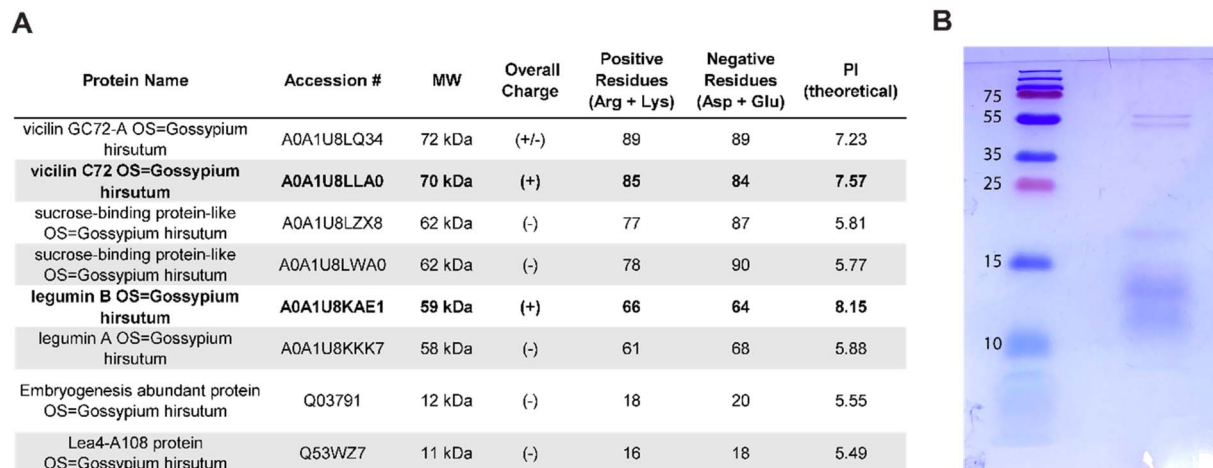 A
B
Protein Name Accession # MW Overall Charge Positive Residues (Arg + Lys) Negative Residues (Asp + Glu) PI (theoretical)
vicilin GC72-A OS=Gossypium
hirsutum A0A1U8LQ34 72 kDa (+/-) 89 89 7.23
vicilin C72 OS=Gossypium
hirsutum A0A1U8LLA0 70 kDa (+) 85 84 7.57
sucrose-binding protein-like
OS=Gossypium hirsutum A0A1U8LZX8 62 kDa (-) 77 87 5.81
sucrose-binding protein-like
OS=Gossypium hirsutum A0A1U8LWA0 62 kDa (-) 78 90 5.77
legumin B OS=Gossypium
hirsutum A0A1U8KAE1 59 kDa (+) 66 64 8.15
legumin A OS=Gossypium
hirsutum A0A1U8KKK7 58 kDa (-) 61 68 5.88
Embryogenesis abundant protein
OS=Gossypium hirsutum Q03791 12 kDa (-) 18 20 5.55
Lea4-A108 protein
OS=Gossypium hirsutum Q53WZ7 11 kDa (-) 16 18 5.49
75
55
35
25
15
10